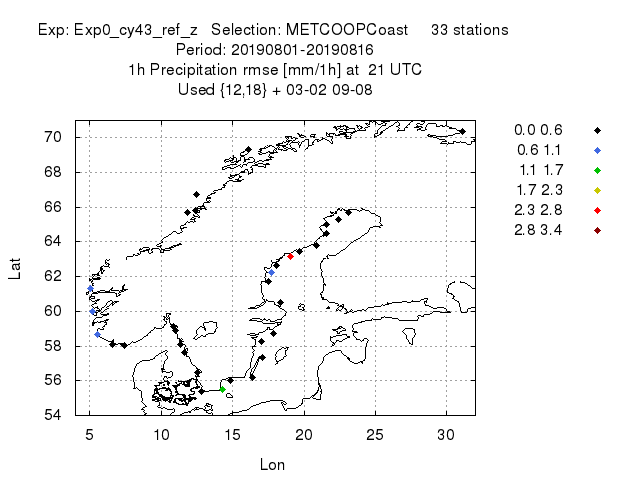 Exp: Exp0_cy43_ref_z Selection: METCOOPCoast 33 stations
Period: 20190801-20190816
1h Precipitation rmse [mm/1h] at 21 UTC
Used {12,18} + 03-02 09-08
70
68
66
64
62
60
58
56
54
Lat
5 10 15 20 25 30
Lon
0.0 0.6
0.6 1.1
1.1 1.7
1.7 2.3
2.3 2.8
2.8 3.4